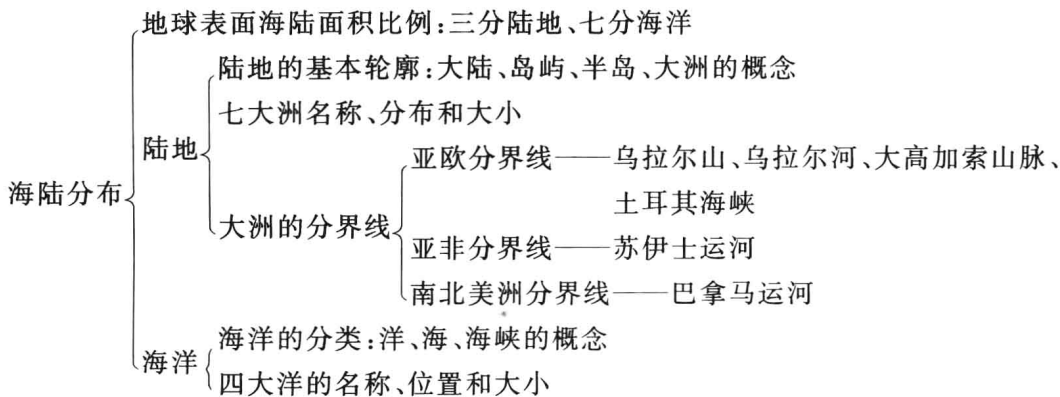 地球表面海陆面积比例:三分陆地、七分海洋
陆地的基本轮廓:大陆、岛屿、半岛、大洲的概念
七大洲名称、分布和大小
陆地
亚欧分界线——乌拉尔山、乌拉尔河、大高加索山脉、
土耳其海峡
海陆分布
大洲的分界线
亚非分界线——苏伊士运河
南北美洲分界线——巴拿马运河
海洋的分类:洋、海、海峡的概念
海洋
四大洋的名称、位置和大小